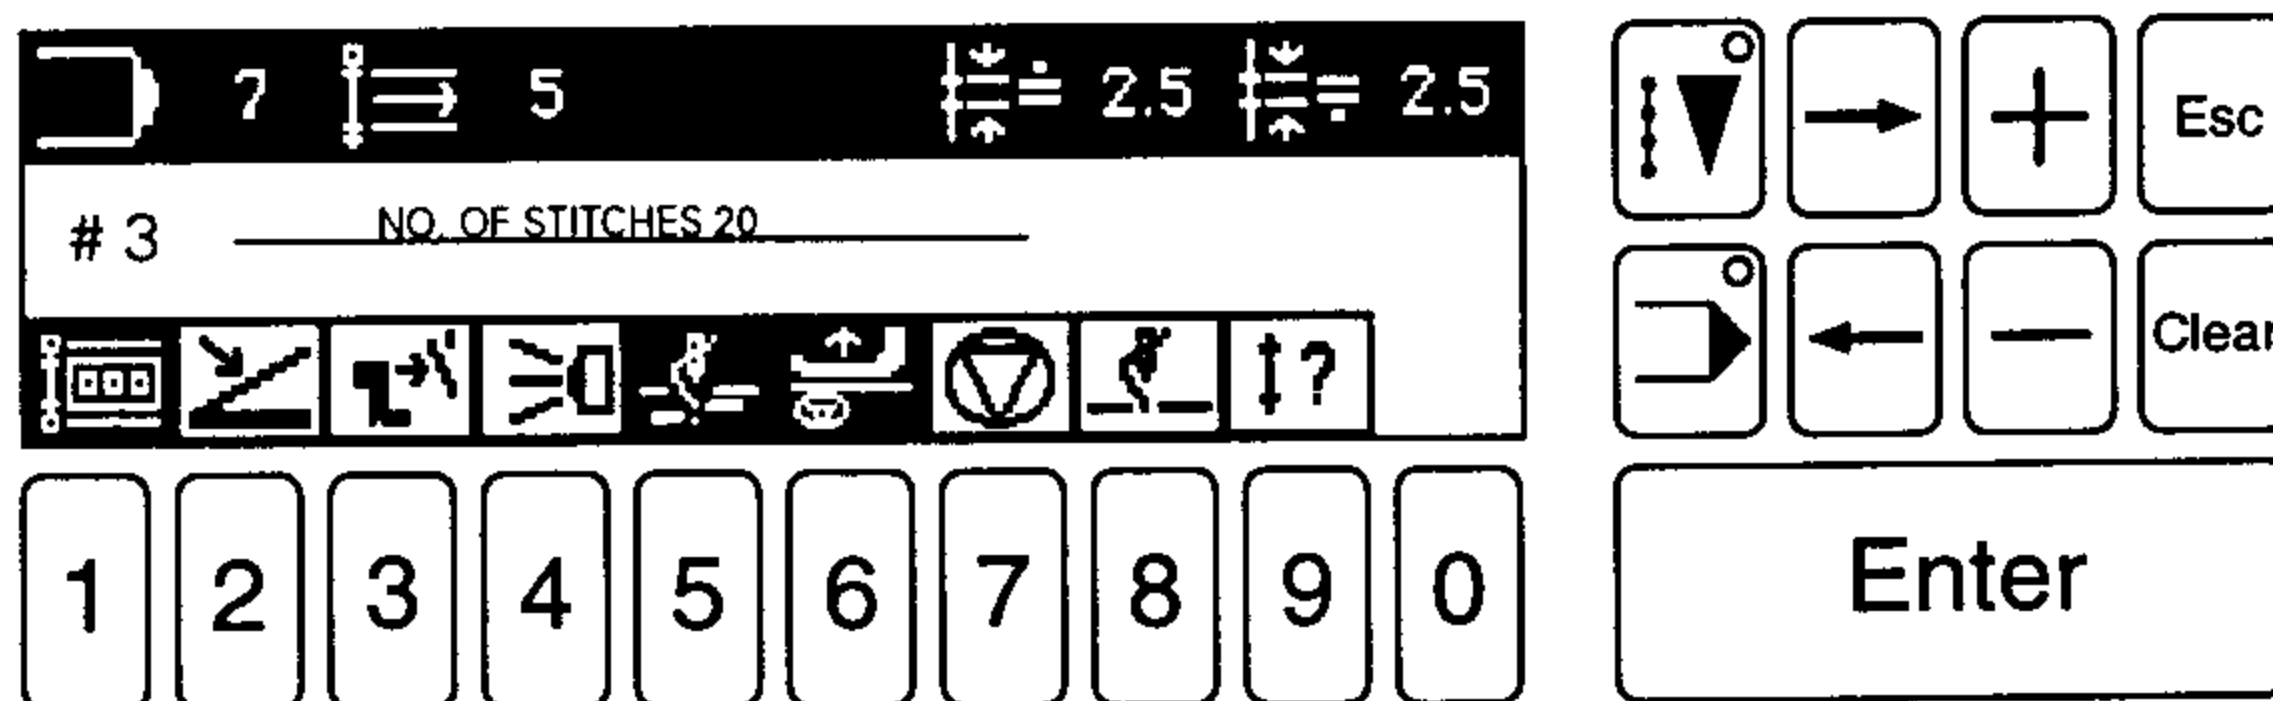 7 5 2.5 2.5
# 3 NO. OF STITCHES 20
?
1 2 3 4 5 6 7 8 9 0
+ Esc
− Clear
Enter